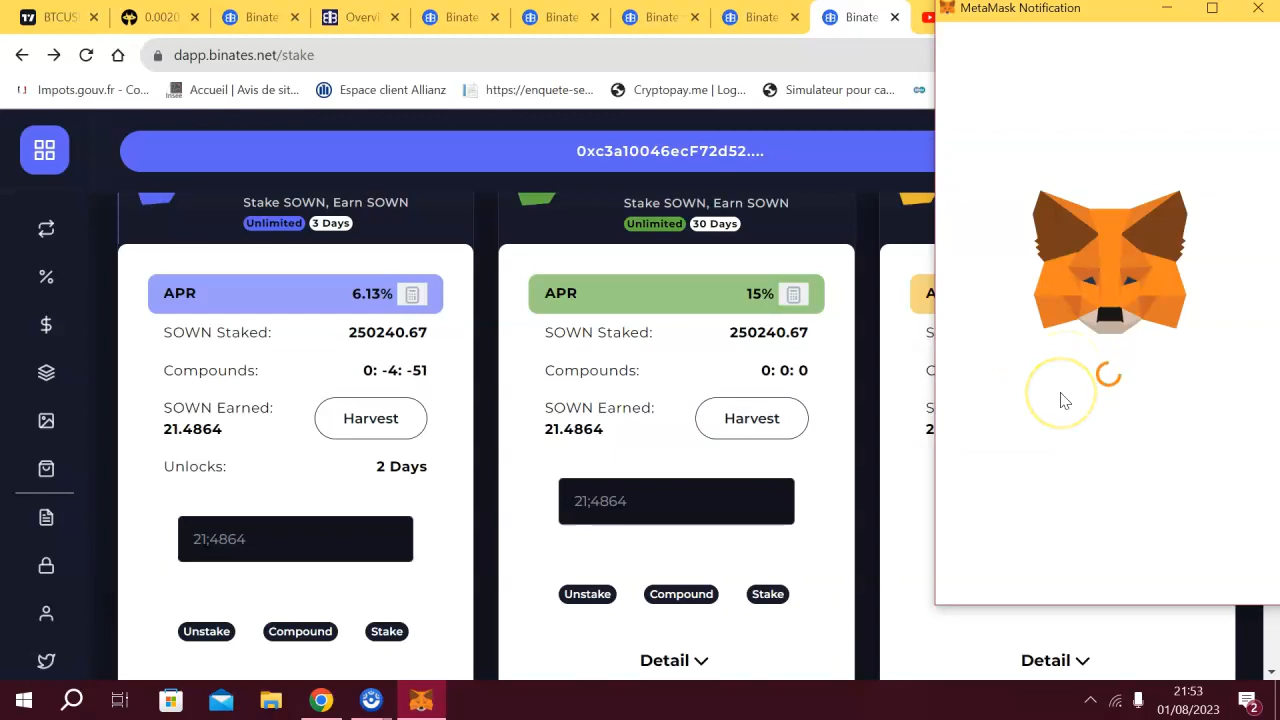 BTCUS
0.0020
Binate
Overvi
Binate
Binate
Binate
Binate
Binate
MetaMask Notification
dapp.binates.net/stake
Impots.gouv.fr - Co...
Accueil | Avis de sit...
Espace client Allianz
https://enquete-se...
Cryptopay.me | Log...
Simulateur pour ca...
0xc3a10046ecF72d52....
Stake SOWN, Earn SOWN
Unlimited 3 Days
APR 6.13%
SOWN Staked: 250240.67
Compounds: 0: -4: -51
SOWN Earned:
21.4864
Harvest
Unlocks: 2 Days
21;4864
Unstake Compound Stake
Stake SOWN, Earn SOWN
Unlimited 30 Days
APR 15%
SOWN Staked: 250240.67
Compounds: 0: 0: 0
SOWN Earned:
21.4864
Harvest
21;4864
Unstake Compound Stake
Detail
Detail
21:53
01/08/2023
2